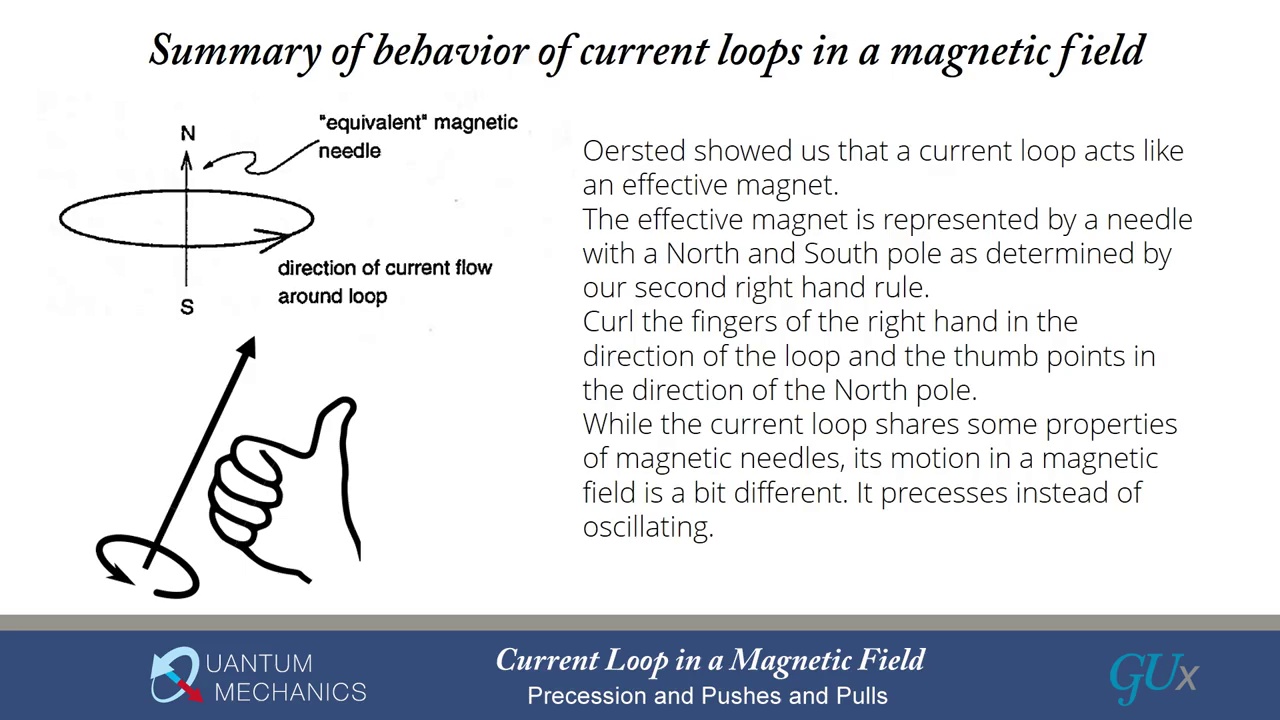 Summary of behavior of current loops in a magnetic field
N
"equivalent" magnetic
needle
direction of current flow
around loop
S
Oersted showed us that a current loop acts like
an effective magnet.
The effective magnet is represented by a needle
with a North and South pole as determined by
our second right hand rule.
Curl the fingers of the right hand in the
direction of the loop and the thumb points in
the direction of the North pole.
While the current loop shares some properties
of magnetic needles, its motion in a magnetic
field is a bit different. It precesses instead of
oscillating.
QUANTUM
MECHANICS
Current Loop in a Magnetic Field
Precession and Pushes and Pulls
GUx